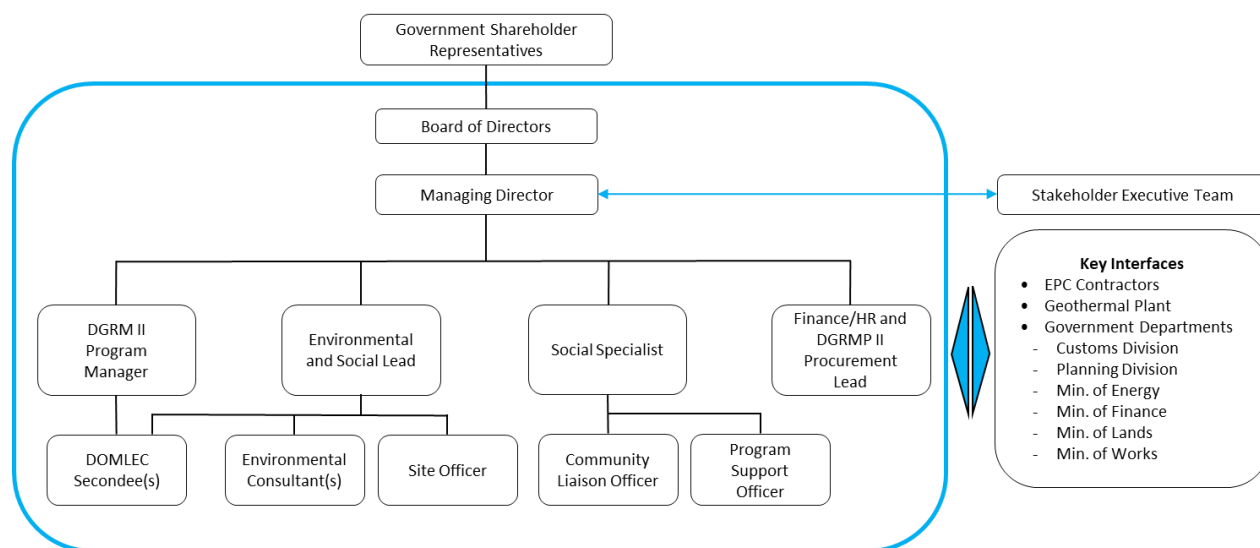 Government Shareholder
Representatives
Board of Directors
Managing Director
Stakeholder Executive Team
Key Interfaces
• EPC Contractors
• Geothermal Plant
• Government Departments
- Customs Division
- Planning Division
- Min. of Energy
- Min. of Finance
- Min. of Lands
- Min. of Works
DGRM II
Program
Manager
Environmental
and Social Lead
Social Specialist
Finance/HR and
DGRMP II
Procurement
Lead
DOMLEC
Secondee(s)
Environmental
Consultant(s)
Site Officer
Community
Liaison Officer
Program
Support
Officer